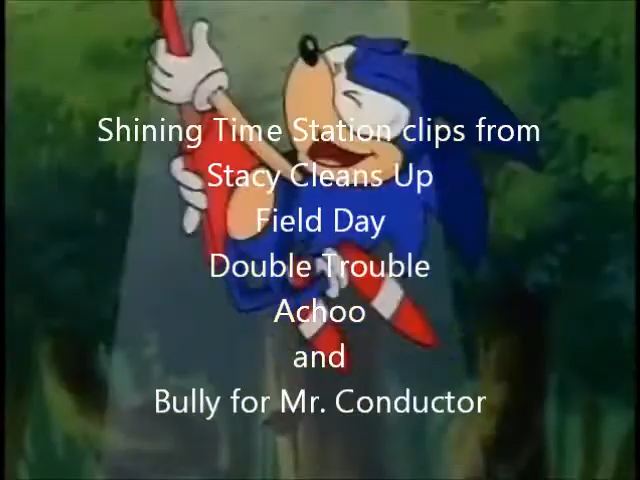 Shining Time Station clips from
Stacy Cleans Up
Field Day
Double Trouble
Achoo
and
Bully for Mr. Conductor